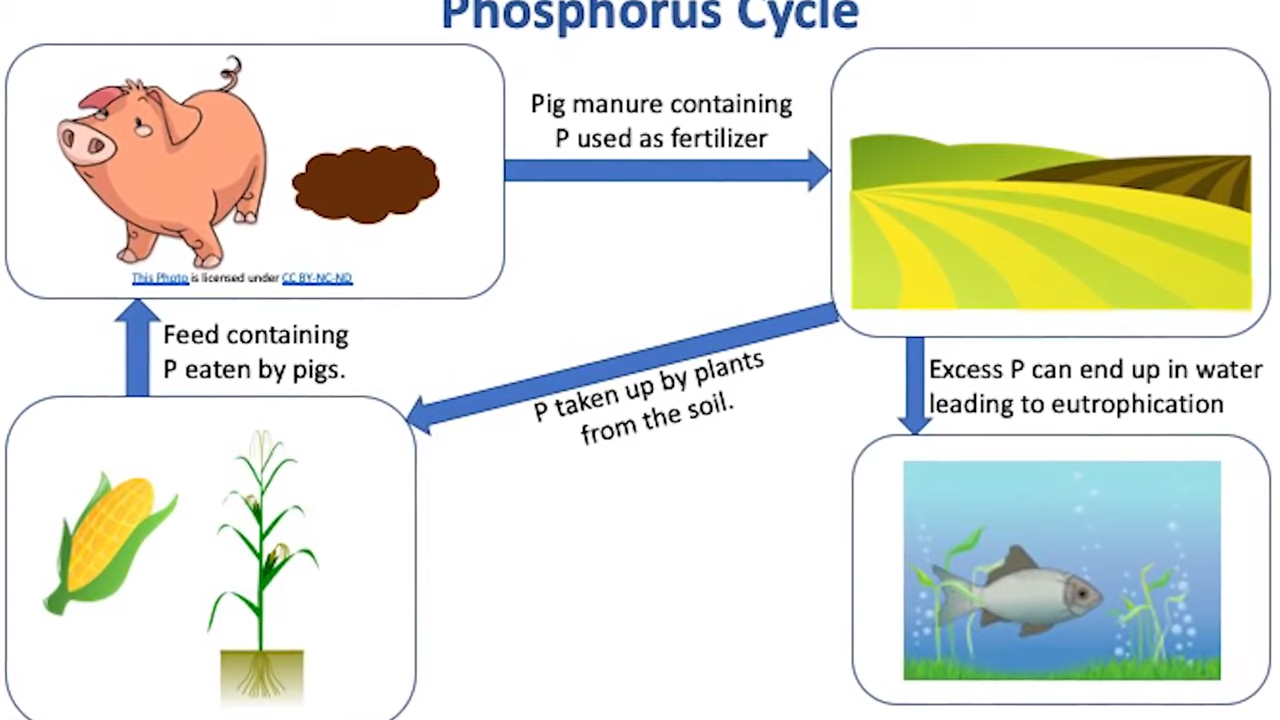 Phosphorus Cycle
Pig manure containing
P used as fertilizer
This Photo is licensed under CC BY-NC-ND
Feed containing
P eaten by pigs.
P taken up by plants
from the soil.
Excess P can end up in water
leading to eutrophication